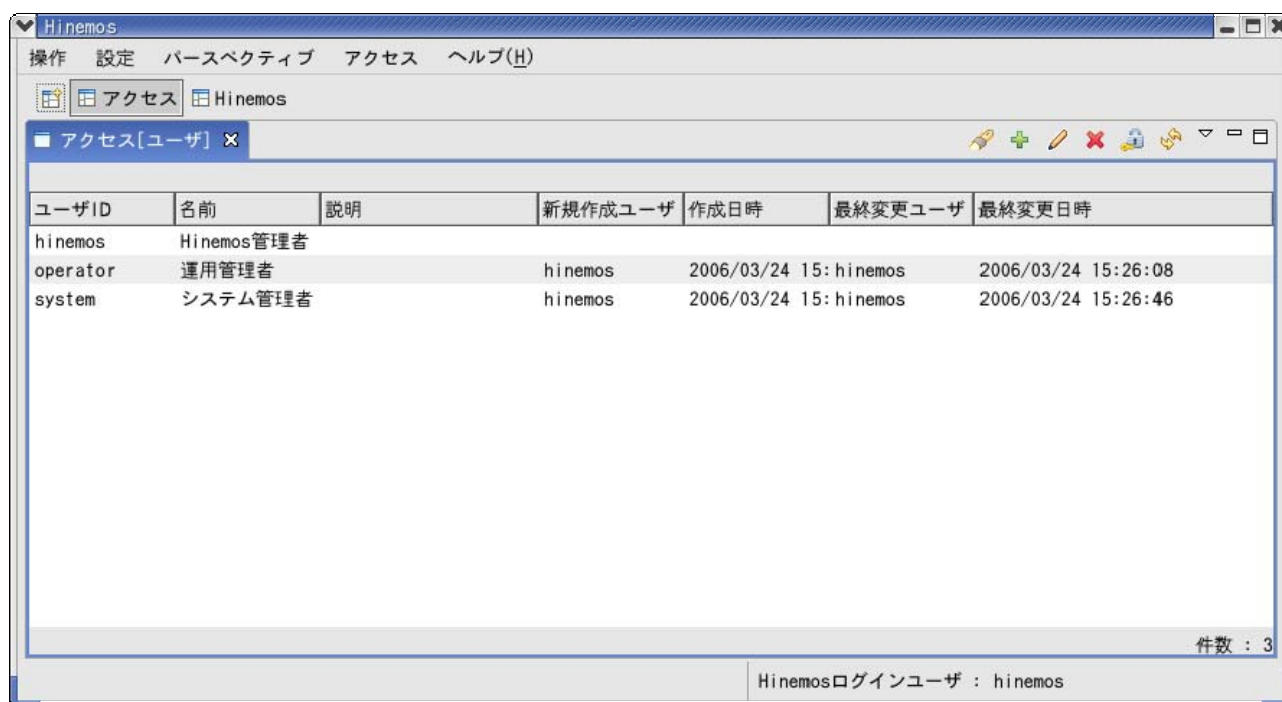 Hinemos
操作 設定 パースペクティブ アクセス ヘルプ(H)
アクセス Hinemos
アクセス[ユーザ]
ユーザID 名前 説明 新規作成ユーザ 作成日時 最終変更ユーザ 最終変更日時
hinemos Hinemos管理者
operator 運用管理者 hinemos 2006/03/24 15: hinemos 2006/03/24 15:26:08
system システム管理者 hinemos 2006/03/24 15: hinemos 2006/03/24 15:26:46
件数 : 3
Hinemosログインユーザ : hinemos